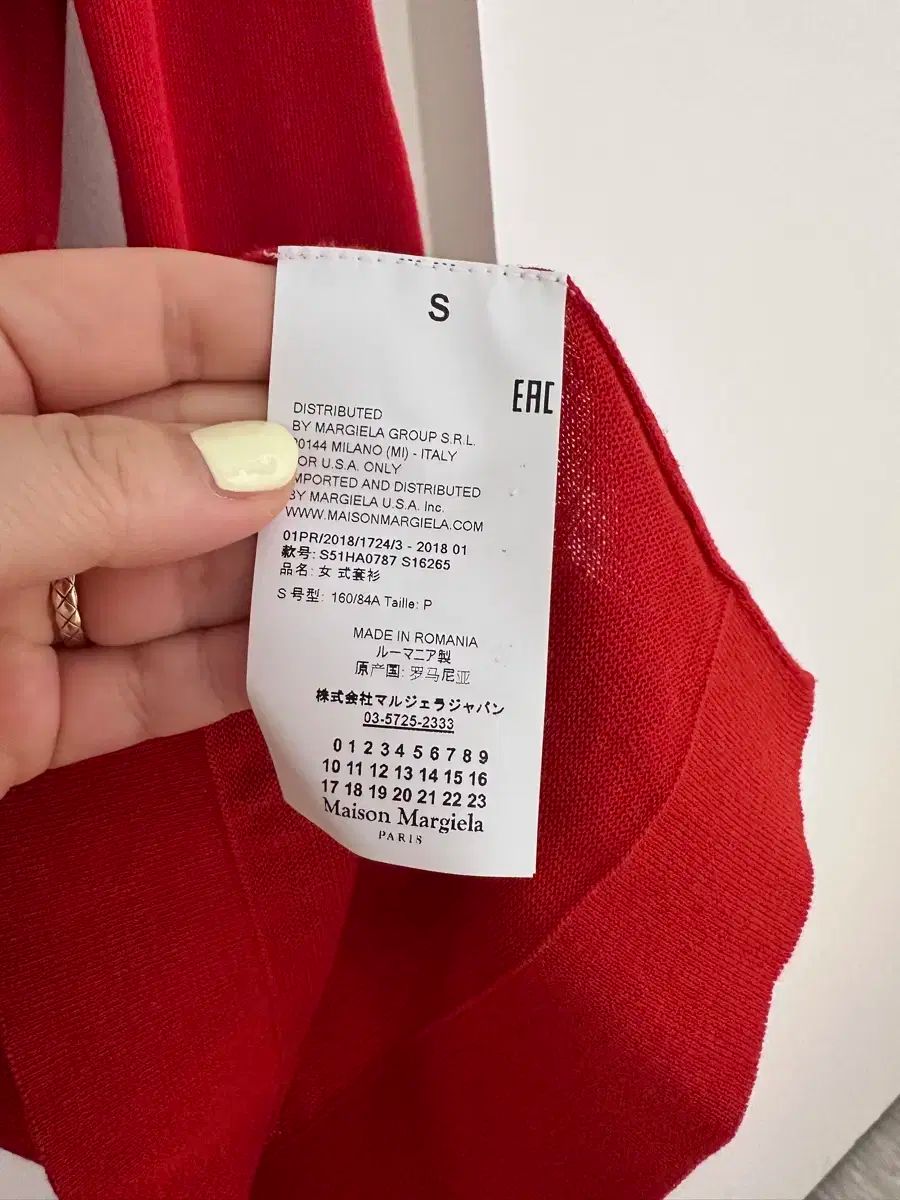 S
EAC
DISTRIBUTED
BY MARGIELA GROUP S.R.L.
20144 MILANO (MI) - ITALY
FOR U.S.A. ONLY
IMPORTED AND DISTRIBUTED
BY MARGIELA U.S.A. Inc.
WWW.MAISONMARGIELA.COM
01PR/2018/1724/3 - 2018 01
款号: S51HA0787 S16265
品名: 女 式套衫
S 号型: 160/84A Taille: P
MADE IN ROMANIA
ルーマニア製
原产国: 罗马尼亚
株式会社マルジェラジャパン
03-5725-2333
0 1 2 3 4 5 6 7 8 9
10 11 12 13 14 15 16
17 18 19 20 21 22 23
Maison Margiela
PARIS